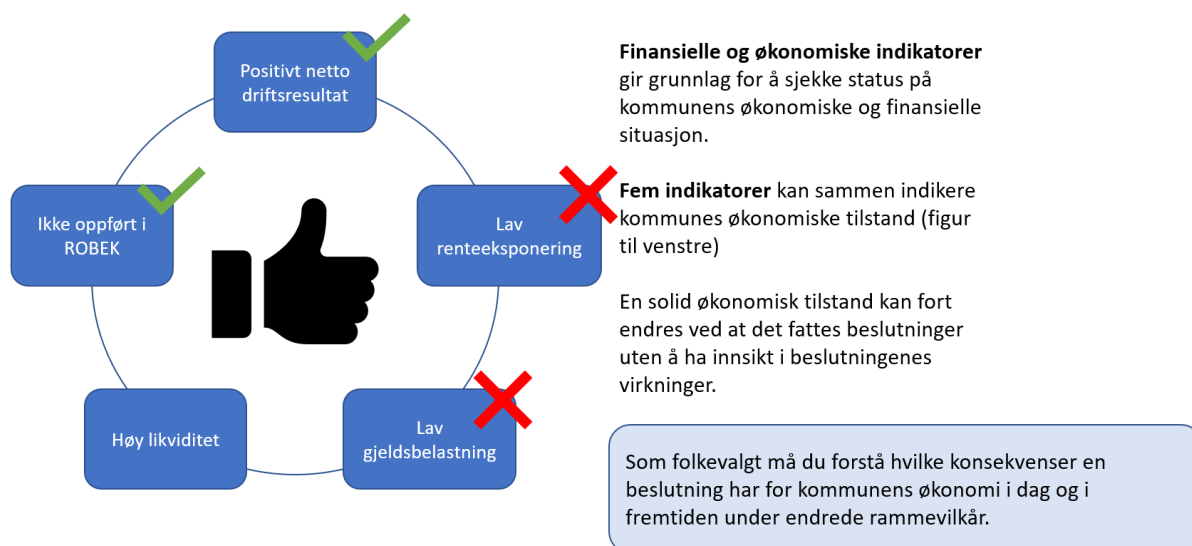 Positivt netto
driftsresultat
Ikke oppført i
ROBEK
Lav
renteeksponering
Høy likviditet
Lav
gjeldsbelastning
Finansielle og økonomiske indikatorer
gir grunnlag for å sjekke status på
kommunens økonomiske og finansielle
situasjon.
Fem indikatorer kan sammen indikere
kommunes økonomiske tilstand (figur
til venstre)
En solid økonomisk tilstand kan fort
endres ved at det fattes beslutninger
uten å ha innsikt i beslutningenes
virkninger.
Som folkevalgt må du forstå hvilke konsekvenser en
beslutning har for kommunens økonomi i dag og i
fremtiden under endrede rammevilkår.